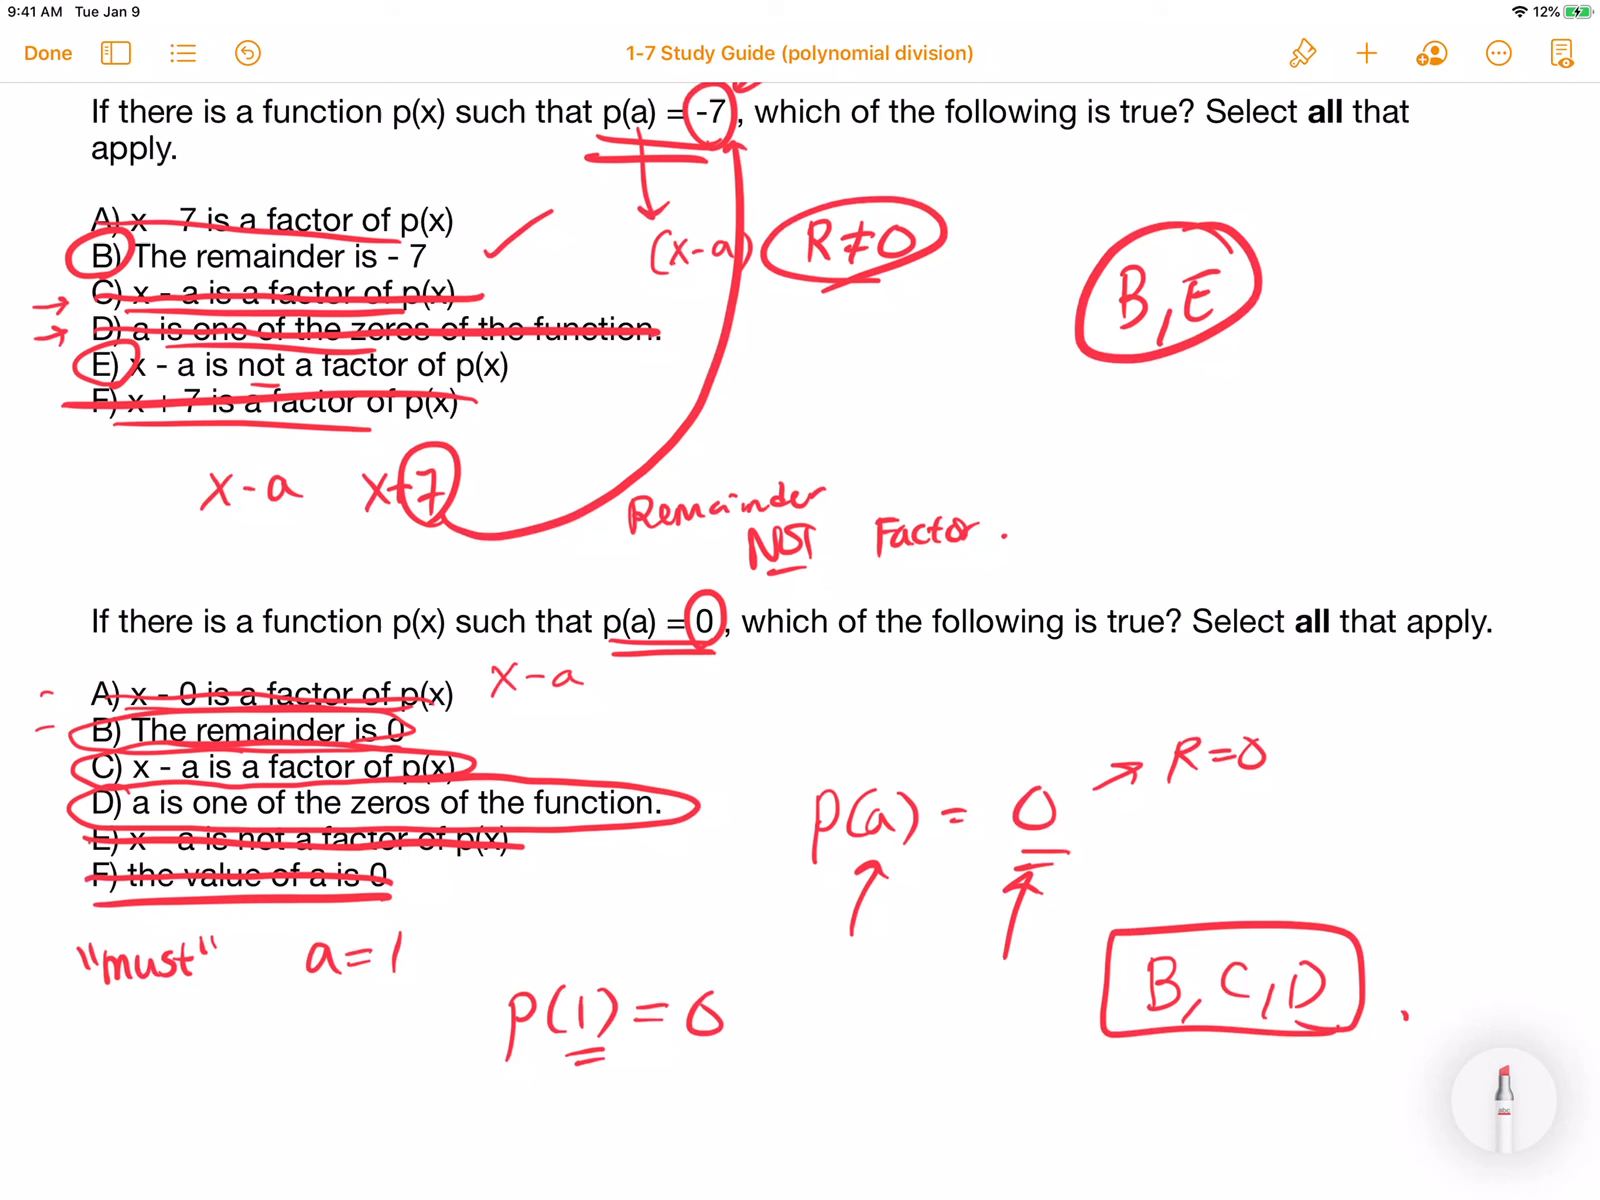 9:41 AM Tue Jan 9
12%
Done
1-7 Study Guide (polynomial division)
If there is a function p(x) such that p(a) = -7, which of the following is true? Select all that
apply.
A) x - 7 is a factor of p(x)
B) The remainder is - 7
(x-a) R≠0
C) x - a is a factor of p(x)
B,E
D) a is one of the zeros of the function.
E) x - a is not a factor of p(x)
F) x + 7 is a factor of p(x)
x-a x+7
Remainder
NOT Factor.
If there is a function p(x) such that p(a) = 0, which of the following is true? Select all that apply.
A) x - 0 is a factor of p(x) x-a
B) The remainder is 0
C) x - a is a factor of p(x)
R=0
D) a is one of the zeros of the function.
p(a) = 0
E) x - a is not a factor of p(x)
F) the value of a is 0
"must" a=1
B, C, D
p(1)=0
abc